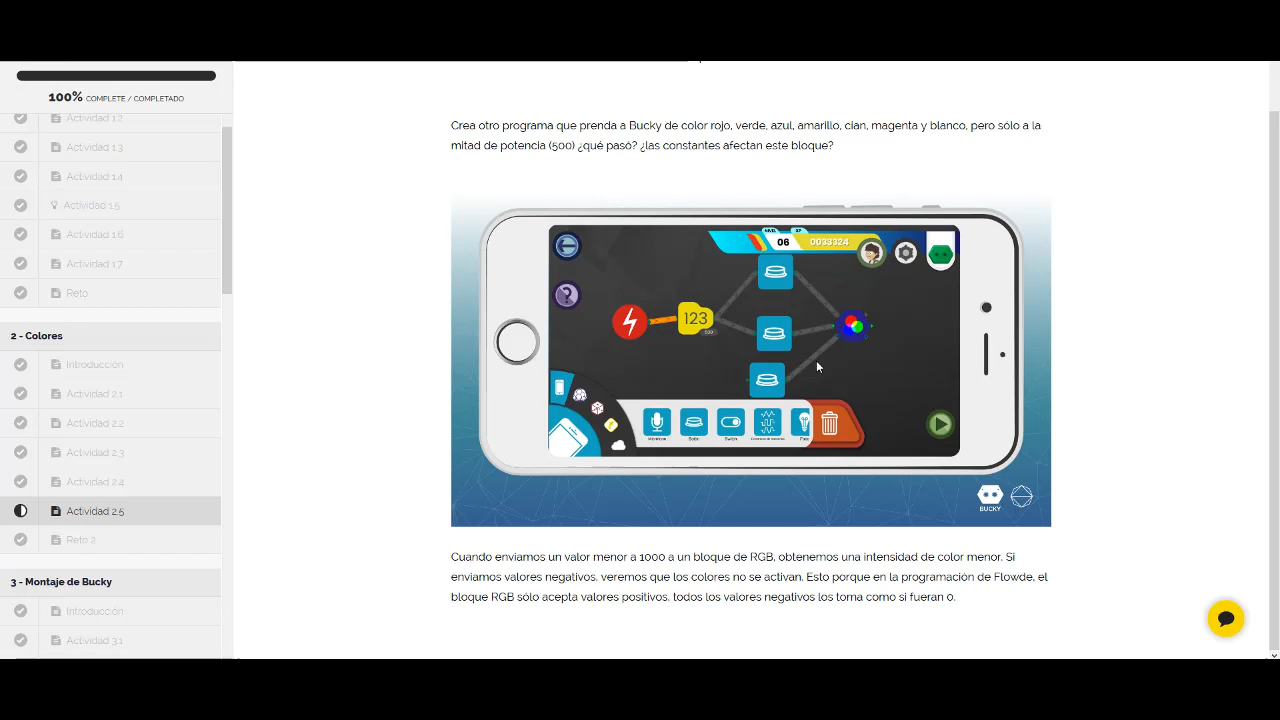 100% COMPLETE / COMPLETADO
Actividad 1.2
Actividad 1.3
Actividad 1.4
Actividad 1.5
Actividad 1.6
Actividad 1.7
Reto
2 - Colores
Introducción
Actividad 2.1
Actividad 2.2
Actividad 2.3
Actividad 2.4
Actividad 2.5
Reto 2
3 - Montaje de Bucky
Introducción
Actividad 3.1
Crea otro programa que prenda a Bucky de color rojo, verde, azul, amarillo, cian, magenta y blanco, pero sólo a la
mitad de potencia (500) ¿qué pasó? ¿las constantes afectan este bloque?
NIVEL XP
06 0033324
?
123
500
Micrófono Botón Switch
BUCKY
Cuando enviamos un valor menor a 1000 a un bloque de RGB, obtenemos una intensidad de color menor. Si
enviamos valores negativos, veremos que los colores no se activan. Esto porque en la programación de Flowde, el
bloque RGB sólo acepta valores positivos, todos los valores negativos los toma como si fueran 0.